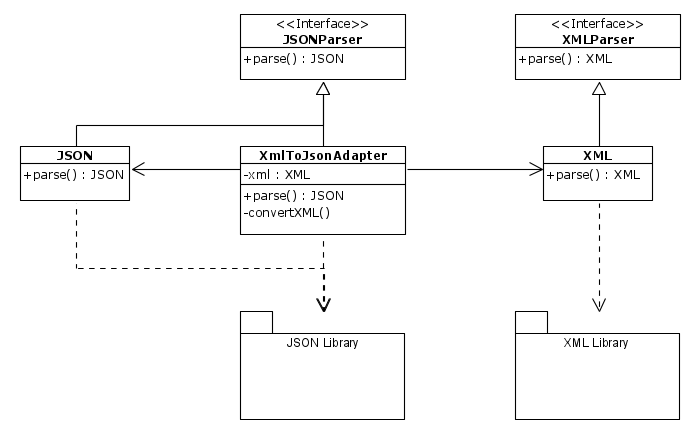 <<Interface>>
JSONParser
+parse() : JSON
<<Interface>>
XMLParser
+parse() : XML
JSON
+parse() : JSON
XmlToJsonAdapter
-xml : XML
+parse() : JSON
-convertXML()
XML
+parse() : XML
JSON Library
XML Library